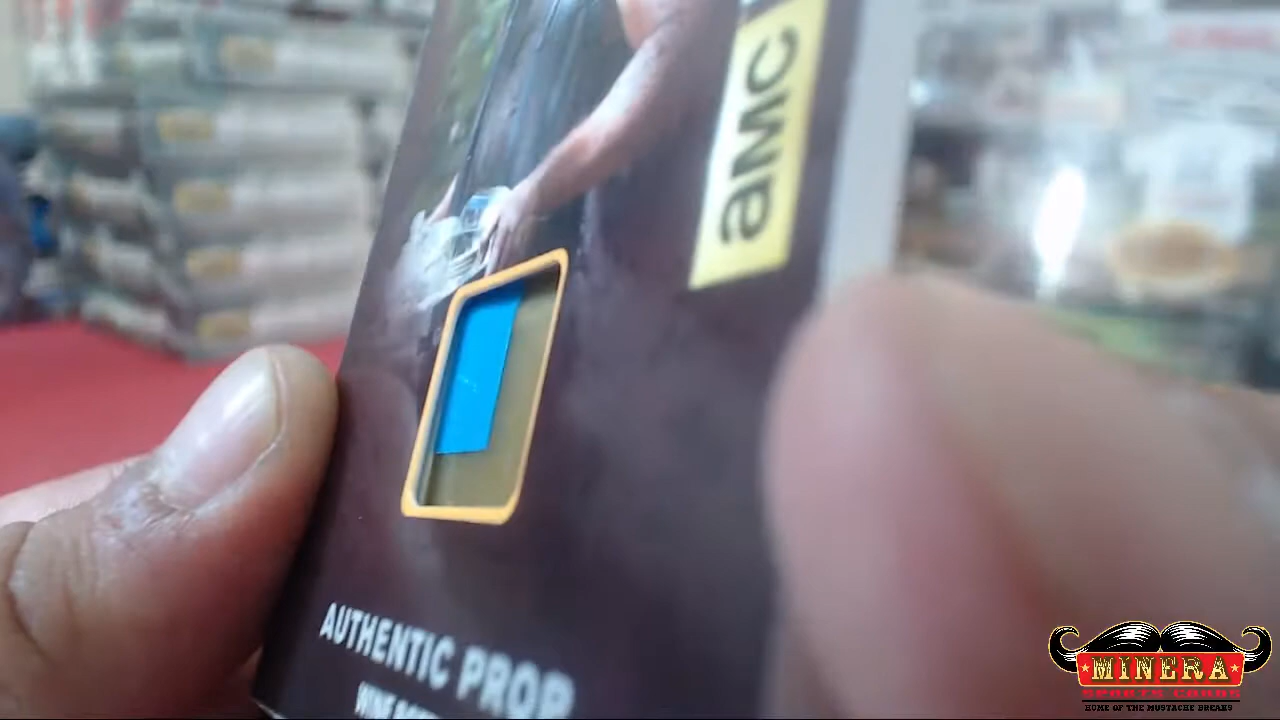 amc
AUTHENTIC PROP
MINERA
SPORTS CARDS
HOME OF THE MUSTACHE BREAKS